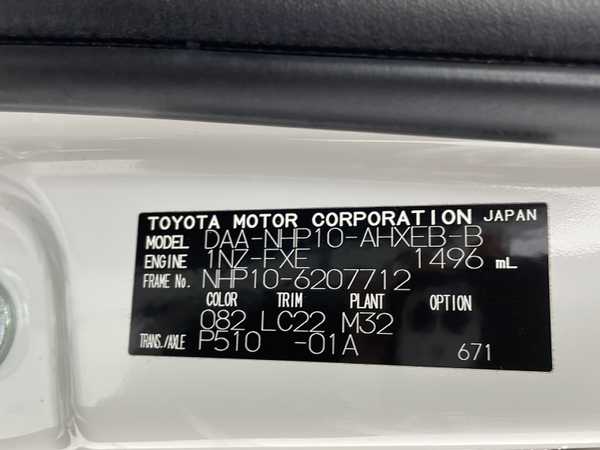 TOYOTA MOTOR CORPORATION JAPAN
MODEL DAA-NHP10-AHXEB-B
ENGINE 1NZ-FXE 1496 mL
FRAME No. NHP10-6207712
COLOR TRIM PLANT OPTION
082 LC22 M32
TRANS./AXLE P510 -01A 671